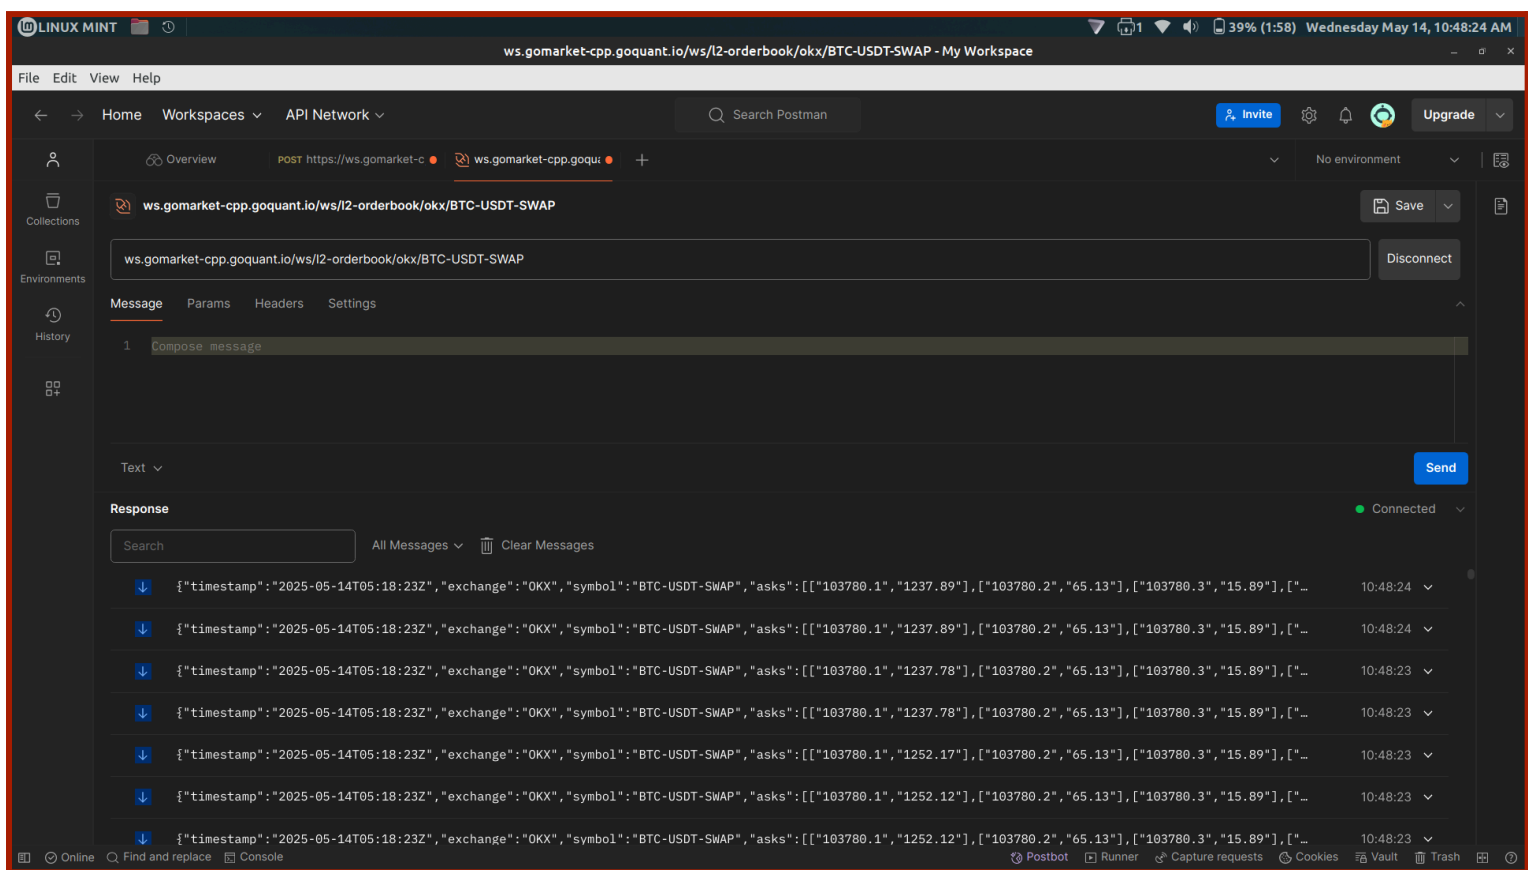 LINUX MINT 1 39% (1:58) Wednesday May 14, 10:48:24 AM
ws.gomarket-cpp.goquant.io/ws/l2-orderbook/okx/BTC-USDT-SWAP - My Workspace
File Edit View Help
Home Workspaces API Network Search Postman Invite Upgrade
Overview POST https://ws.gomarket-c ws.gomarket-cpp.goqu No environment
Collections
ws.gomarket-cpp.goquant.io/ws/l2-orderbook/okx/BTC-USDT-SWAP Save
Environments
ws.gomarket-cpp.goquant.io/ws/l2-orderbook/okx/BTC-USDT-SWAP Disconnect
History
Message Params Headers Settings
1 Compose message
Text Send
Response Connected
Search All Messages Clear Messages
{"timestamp":"2025-05-14T05:18:23Z","exchange":"OKX","symbol":"BTC-USDT-SWAP","asks":[["103780.1","1237.89"],["103780.2","65.13"],["103780.3","15.89"],["… 10:48:24
{"timestamp":"2025-05-14T05:18:23Z","exchange":"OKX","symbol":"BTC-USDT-SWAP","asks":[["103780.1","1237.89"],["103780.2","65.13"],["103780.3","15.89"],["… 10:48:24
{"timestamp":"2025-05-14T05:18:23Z","exchange":"OKX","symbol":"BTC-USDT-SWAP","asks":[["103780.1","1237.78"],["103780.2","65.13"],["103780.3","15.89"],["… 10:48:23
{"timestamp":"2025-05-14T05:18:23Z","exchange":"OKX","symbol":"BTC-USDT-SWAP","asks":[["103780.1","1237.78"],["103780.2","65.13"],["103780.3","15.89"],["… 10:48:23
{"timestamp":"2025-05-14T05:18:23Z","exchange":"OKX","symbol":"BTC-USDT-SWAP","asks":[["103780.1","1252.17"],["103780.2","65.13"],["103780.3","15.89"],["… 10:48:23
{"timestamp":"2025-05-14T05:18:23Z","exchange":"OKX","symbol":"BTC-USDT-SWAP","asks":[["103780.1","1252.12"],["103780.2","65.13"],["103780.3","15.89"],["… 10:48:23
{"timestamp":"2025-05-14T05:18:23Z","exchange":"OKX","symbol":"BTC-USDT-SWAP","asks":[["103780.1","1252.12"],["103780.2","65.13"],["103780.3","15.89"],["… 10:48:23
Online Find and replace Console Postbot Runner Capture requests Cookies Vault Trash